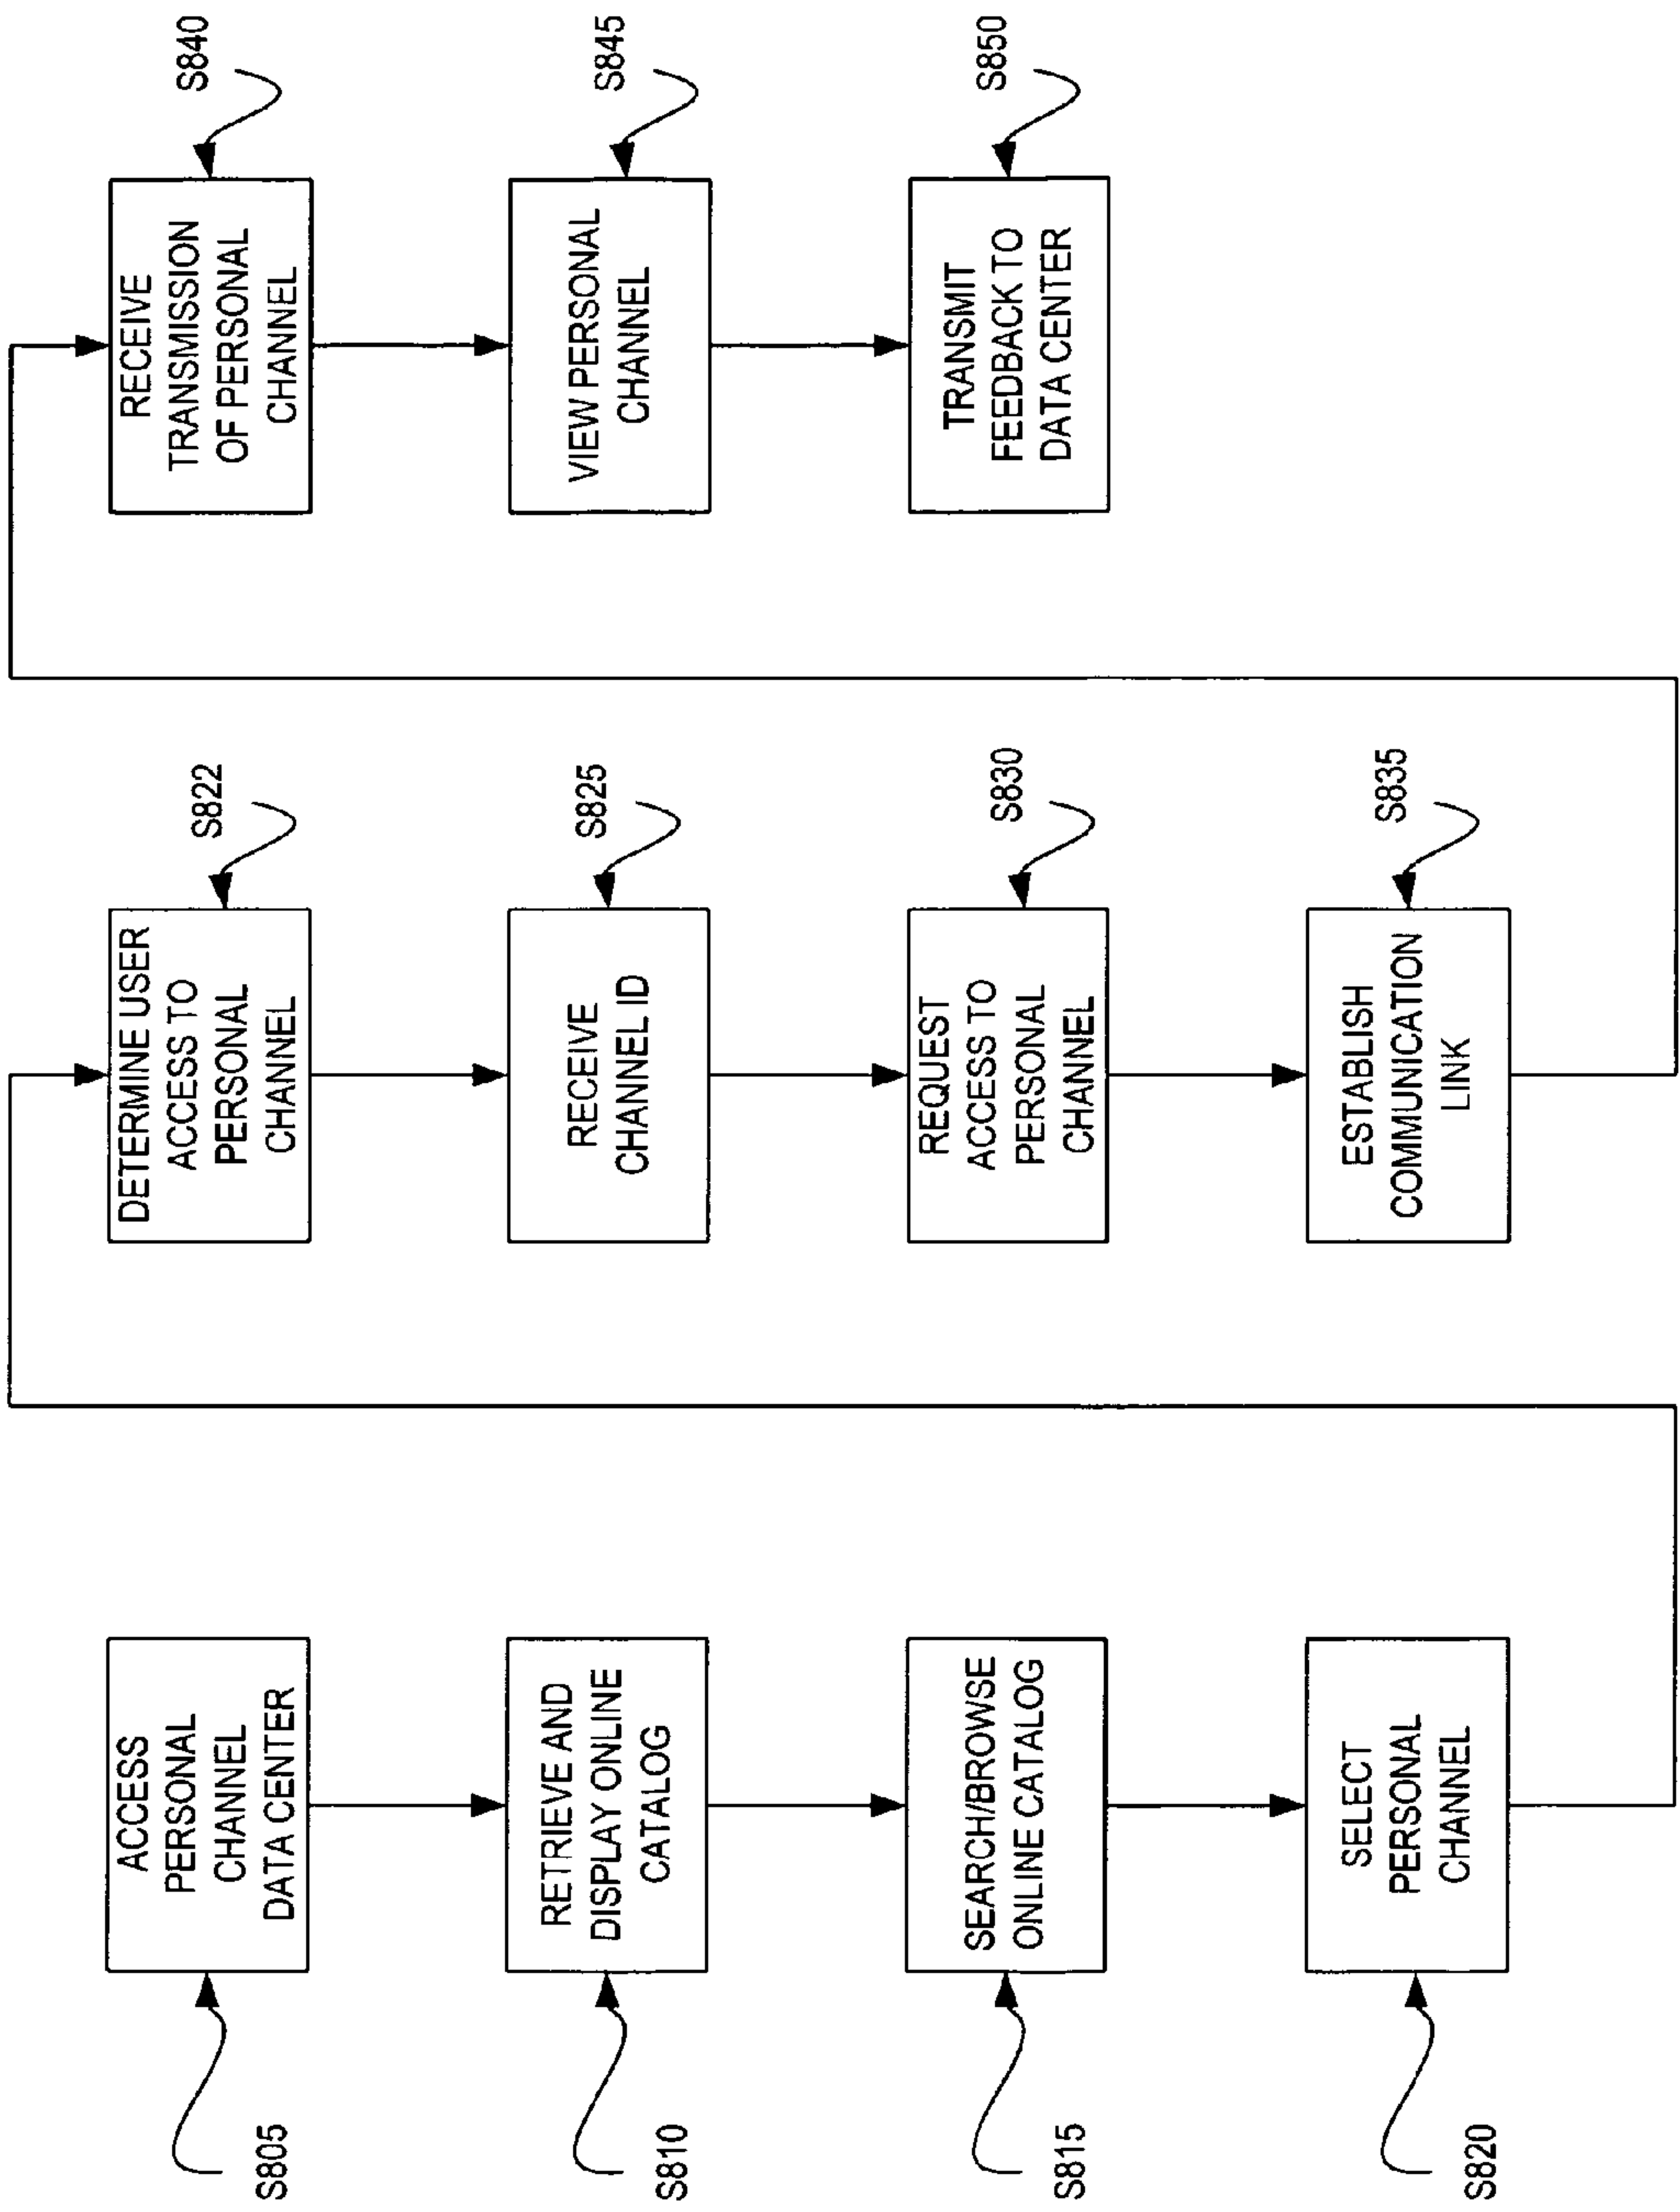 S805
ACCESS
PERSONAL
CHANNEL
DATA CENTER
S810
RETRIEVE AND
DISPLAY ONLINE
CATALOG
S815
SEARCH/BROWSE
ONLINE CATALOG
S820
SELECT
PERSONAL
CHANNEL
DETERMINE USER
ACCESS TO
PERSONAL
CHANNEL
S822
RECEIVE
CHANNEL ID
S825
REQUEST
ACCESS TO
PERSONAL
CHANNEL
S830
ESTABLISH
COMMUNICATION
LINK
S835
RECEIVE
TRANSMISSION
OF PERSONAL
CHANNEL
S840
VIEW PERSONAL
CHANNEL
S845
TRANSMIT
FEEDBACK TO
DATA CENTER
S850